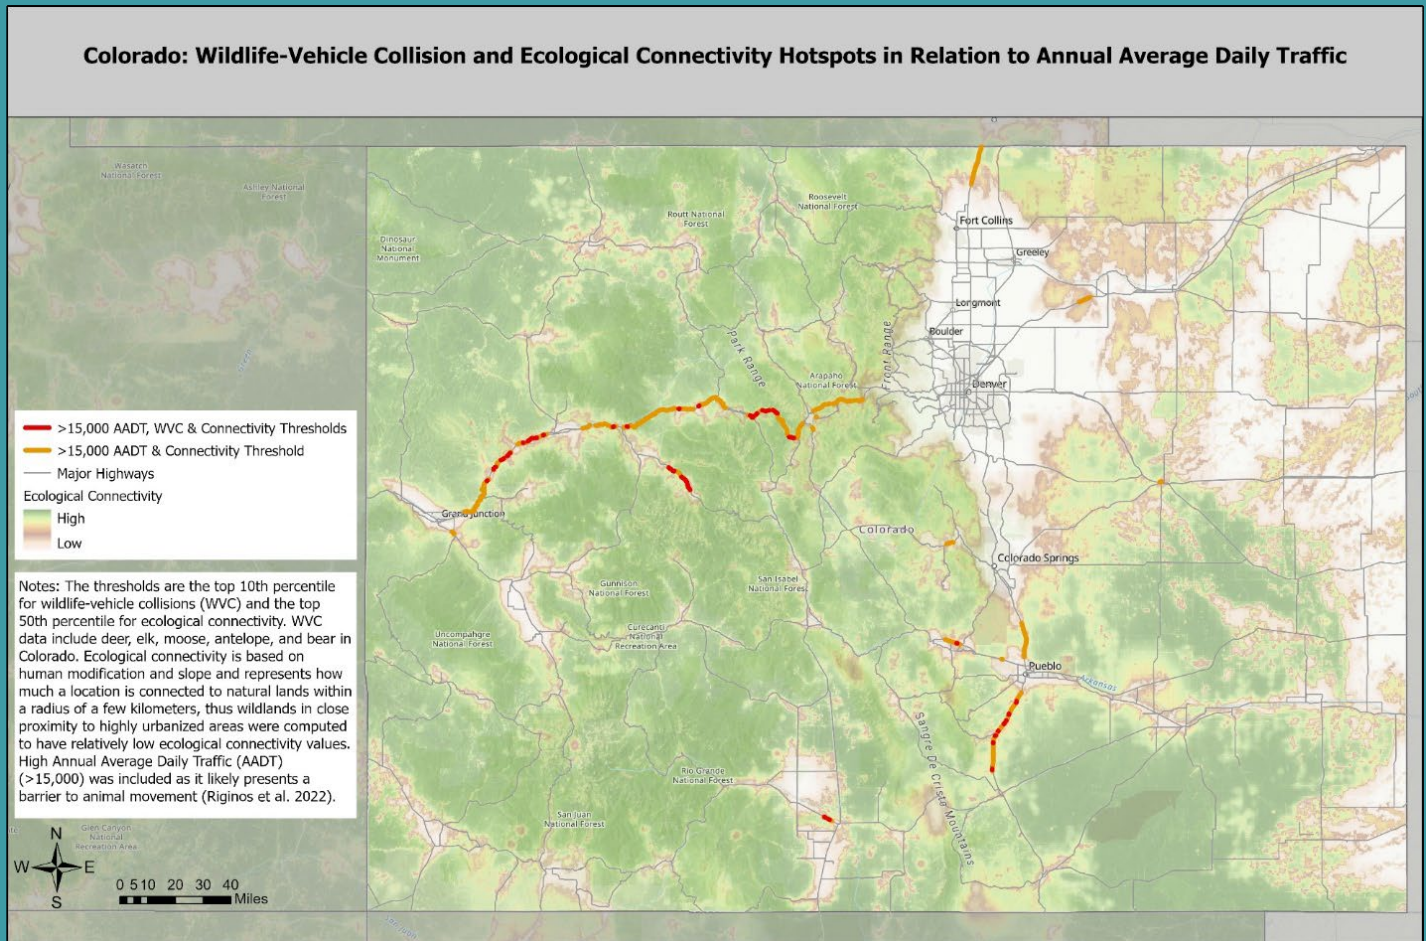 Colorado: Wildlife-Vehicle Collision and Ecological Connectivity Hotspots in Relation to Annual Average Daily Traffic
Wasatch
National Forest
Ashley National
Forest
Dinosaur
National
Monument
Routt National
Forest
Roosevelt
National Forest
Fort Collins
Greeley
Longmont
Boulder
Park Range
Front Range
Arapaho
National Forest
Denver
>15,000 AADT, WVC & Connectivity Thresholds
>15,000 AADT & Connectivity Threshold
Major Highways
Ecological Connectivity
High
Low
Grand Junction
Colorado
Colorado Springs
Notes: The thresholds are the top 10th percentile
for wildlife-vehicle collisions (WVC) and the top
50th percentile for ecological connectivity. WVC
data include deer, elk, moose, antelope, and bear in
Colorado. Ecological connectivity is based on
human modification and slope and represents how
much a location is connected to natural lands within
a radius of a few kilometers, thus wildlands in close
proximity to highly urbanized areas were computed
to have relatively low ecological connectivity values.
High Annual Average Daily Traffic (AADT)
(>15,000) was included as it likely presents a
barrier to animal movement (Riginos et al. 2022).
Gunnison
National Forest
San Isabel
National Forest
Uncompahgre
National Forest
Curecanti
National
Recreation Area
Pueblo
Arkansas
Sangre De Cristo Mountains
Rio Grande
National Forest
San Juan
National Forest
Glen Canyon
National
Recreation Area
N
W
E
S
0 5 10 20 30 40
Miles